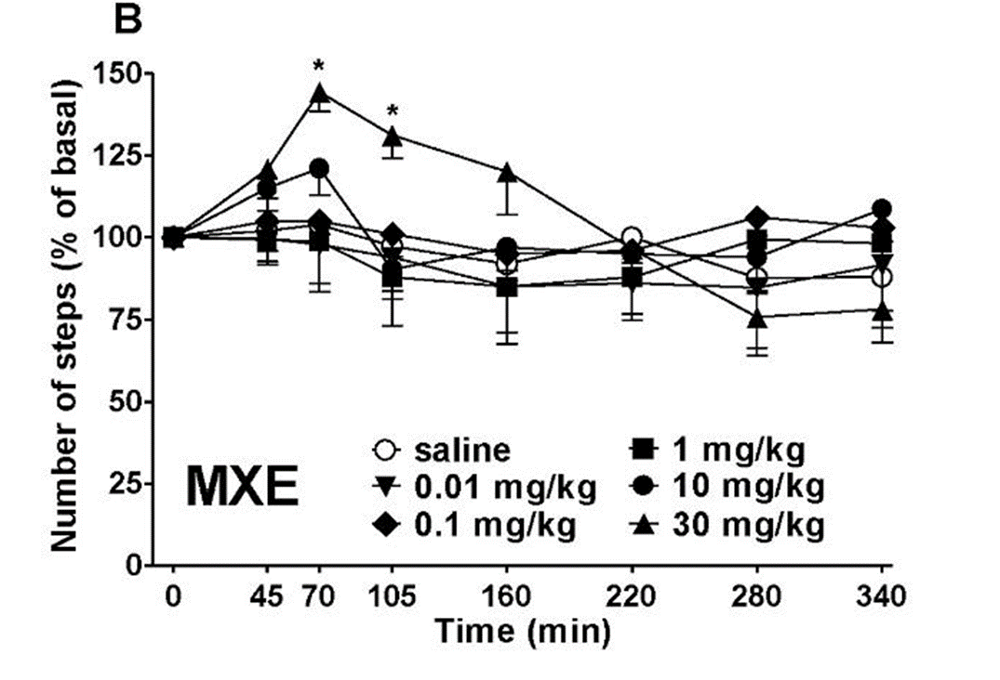 B
150
125
100
75
50
25
0
Number of steps (% of basal)
*
*
MXE
saline
0.01 mg/kg
0.1 mg/kg
1 mg/kg
10 mg/kg
30 mg/kg
0 45 70 105 160 220 280 340
Time (min)